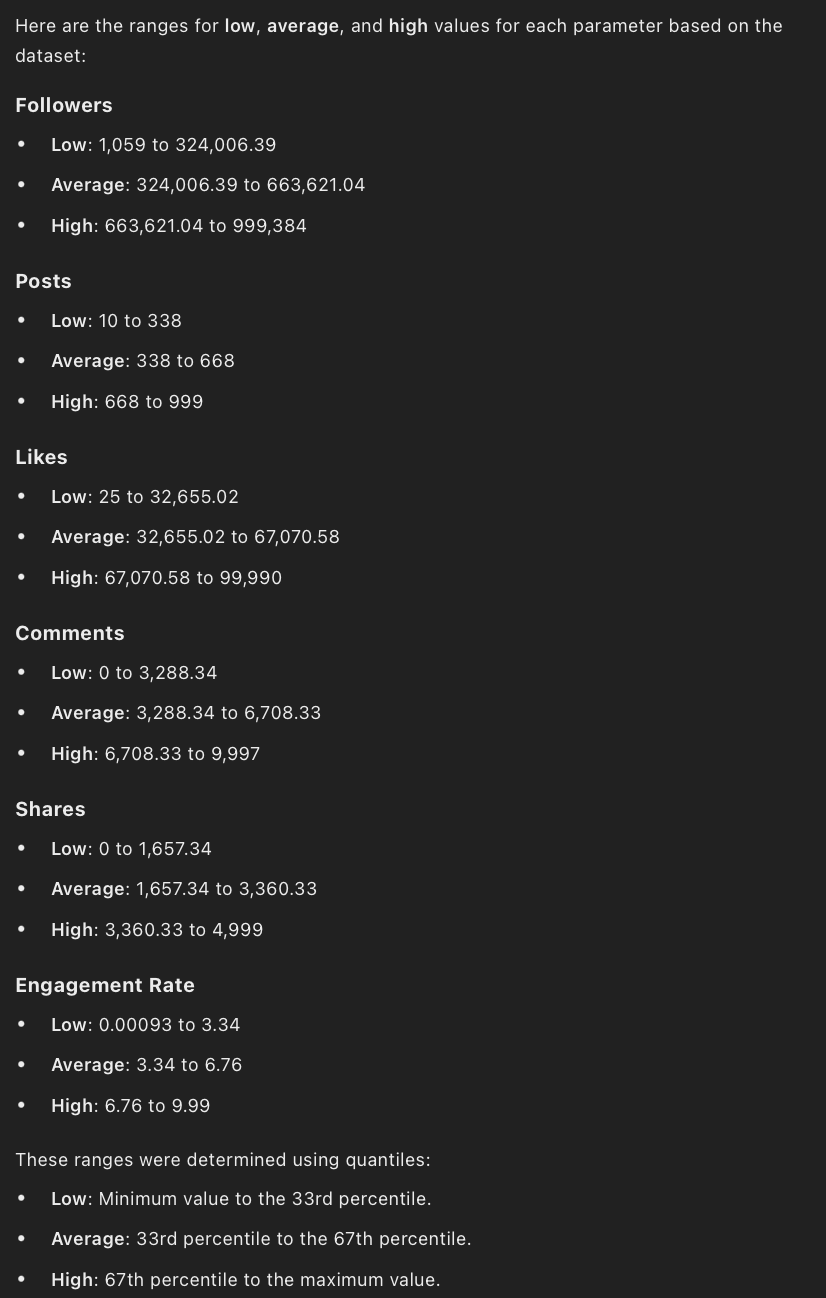 Here are the ranges for low, average, and high values for each parameter based on the
dataset:
Followers
• Low: 1,059 to 324,006.39
• Average: 324,006.39 to 663,621.04
• High: 663,621.04 to 999,384
Posts
• Low: 10 to 338
• Average: 338 to 668
• High: 668 to 999
Likes
• Low: 25 to 32,655.02
• Average: 32,655.02 to 67,070.58
• High: 67,070.58 to 99,990
Comments
• Low: 0 to 3,288.34
• Average: 3,288.34 to 6,708.33
• High: 6,708.33 to 9,997
Shares
• Low: 0 to 1,657.34
• Average: 1,657.34 to 3,360.33
• High: 3,360.33 to 4,999
Engagement Rate
• Low: 0.00093 to 3.34
• Average: 3.34 to 6.76
• High: 6.76 to 9.99
These ranges were determined using quantiles:
• Low: Minimum value to the 33rd percentile.
• Average: 33rd percentile to the 67th percentile.
• High: 67th percentile to the maximum value.